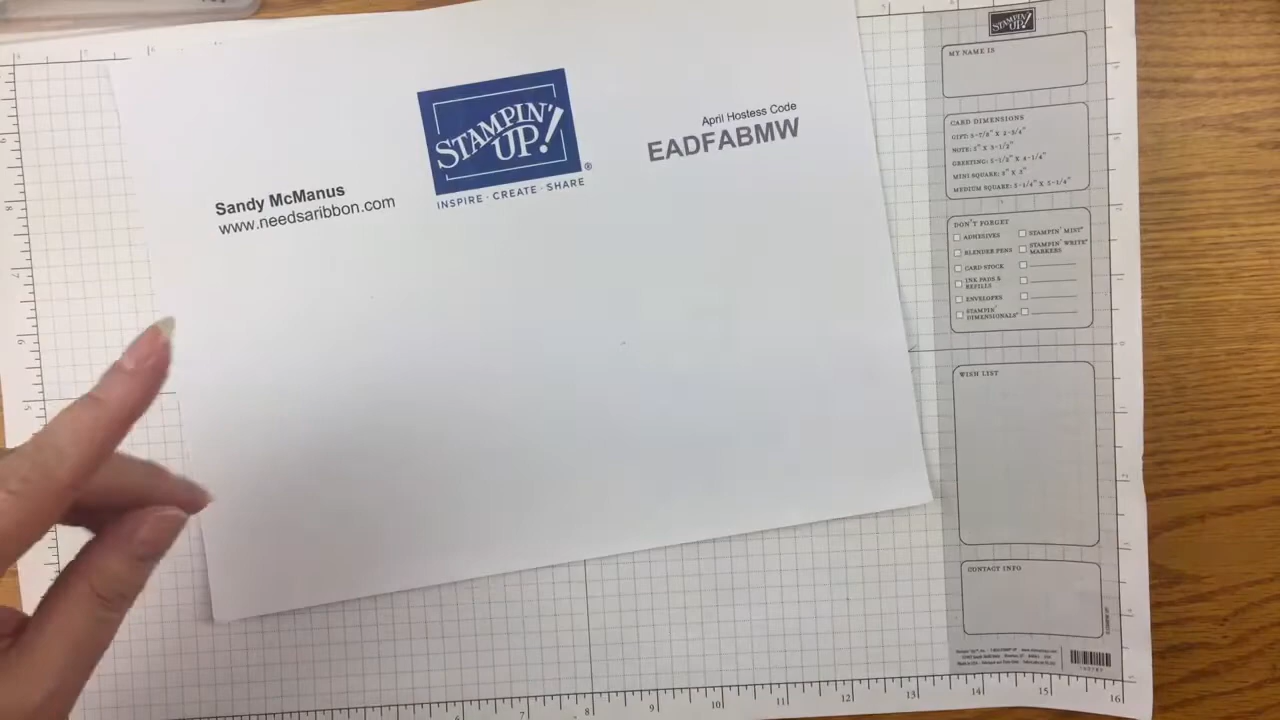 Sandy McManus
www.needsaribbon.com
STAMPIN' UP!®
INSPIRE · CREATE · SHARE
April Hostess Code
EADFABMW
STAMPIN' UP!
MY NAME IS
CARD DIMENSIONS
GIFT: 5-7/8" X 2-3/4"
NOTE: 5" X 3-1/2"
GREETING: 5-1/2" X 4-1/4"
MINI SQUARE: 3" X 3"
MEDIUM SQUARE: 5-1/4" X 5-1/4"
DON'T FORGET
ADHESIVES
BLENDER PENS
CARD STOCK
INK PADS &
REFILLS
ENVELOPES
STAMPIN'
DIMENSIONALS®
STAMPIN' MIST®
STAMPIN' WRITE®
MARKERS
WISH LIST
CONTACT INFO
8 9 10 11 12 13 14 15 16